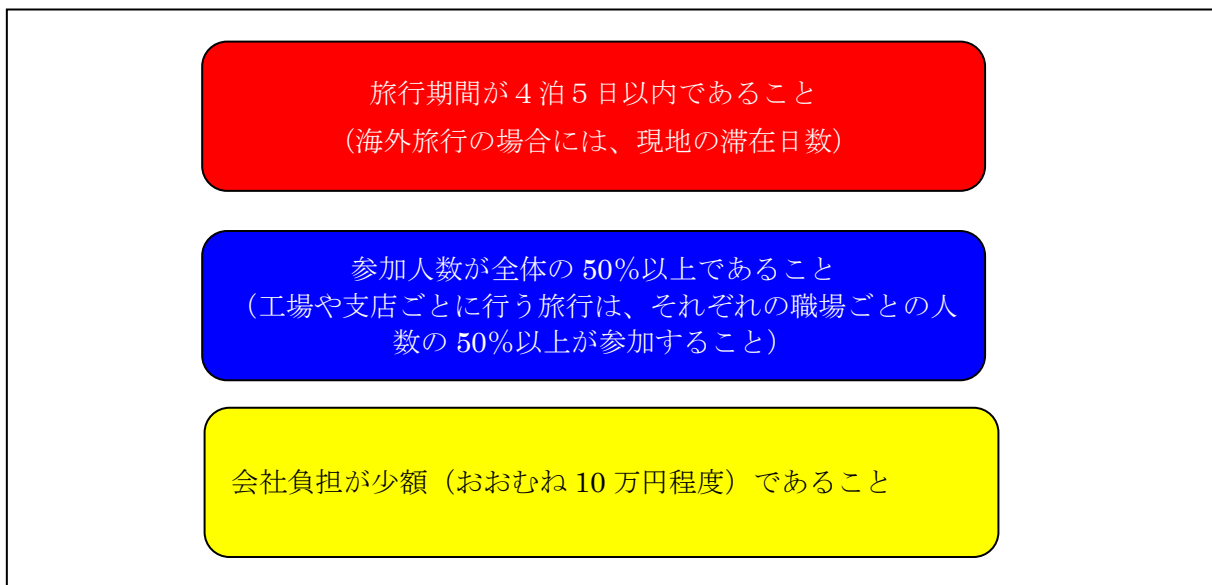 旅行期間が４泊５日以内であること
（海外旅行の場合には、現地の滞在日数）
参加人数が全体の 50％以上であること
（工場や支店ごとに行う旅行は、それぞれの職場ごとの人
数の 50％以上が参加すること）
会社負担が少額（おおむね 10 万円程度）であること